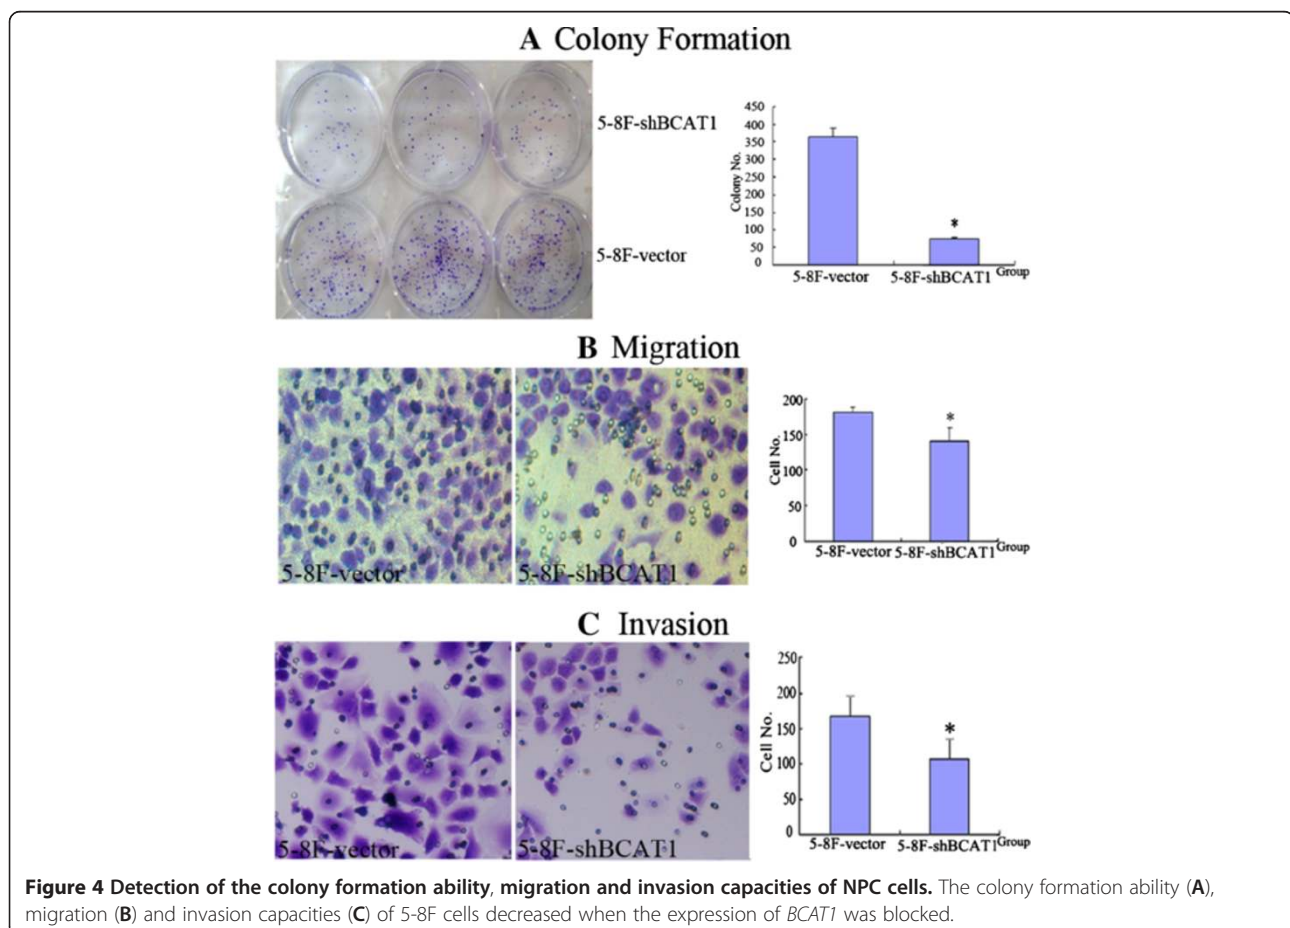 A Colony Formation
5-8F-shBCAT1
5-8F-vector
Colony No.
450
400
350
300
250
200
150
100
50
0
*
5-8F-vector
5-8F-shBCAT1
Group
B Migration
5-8F-vector
5-8F-shBCAT1
Cell No.
200
150
100
50
0
*
5-8F-vector
5-8F-shBCAT1
Group
C Invasion
5-8F-vector
5-8F-shBCAT1
Cell No.
250
200
150
100
50
0
*
5-8F-vector
5-8F-shBCAT1
Group
Figure 4 Detection of the colony formation ability, migration and invasion capacities of NPC cells. The colony formation ability (A),
migration (B) and invasion capacities (C) of 5-8F cells decreased when the expression of BCAT1 was blocked.